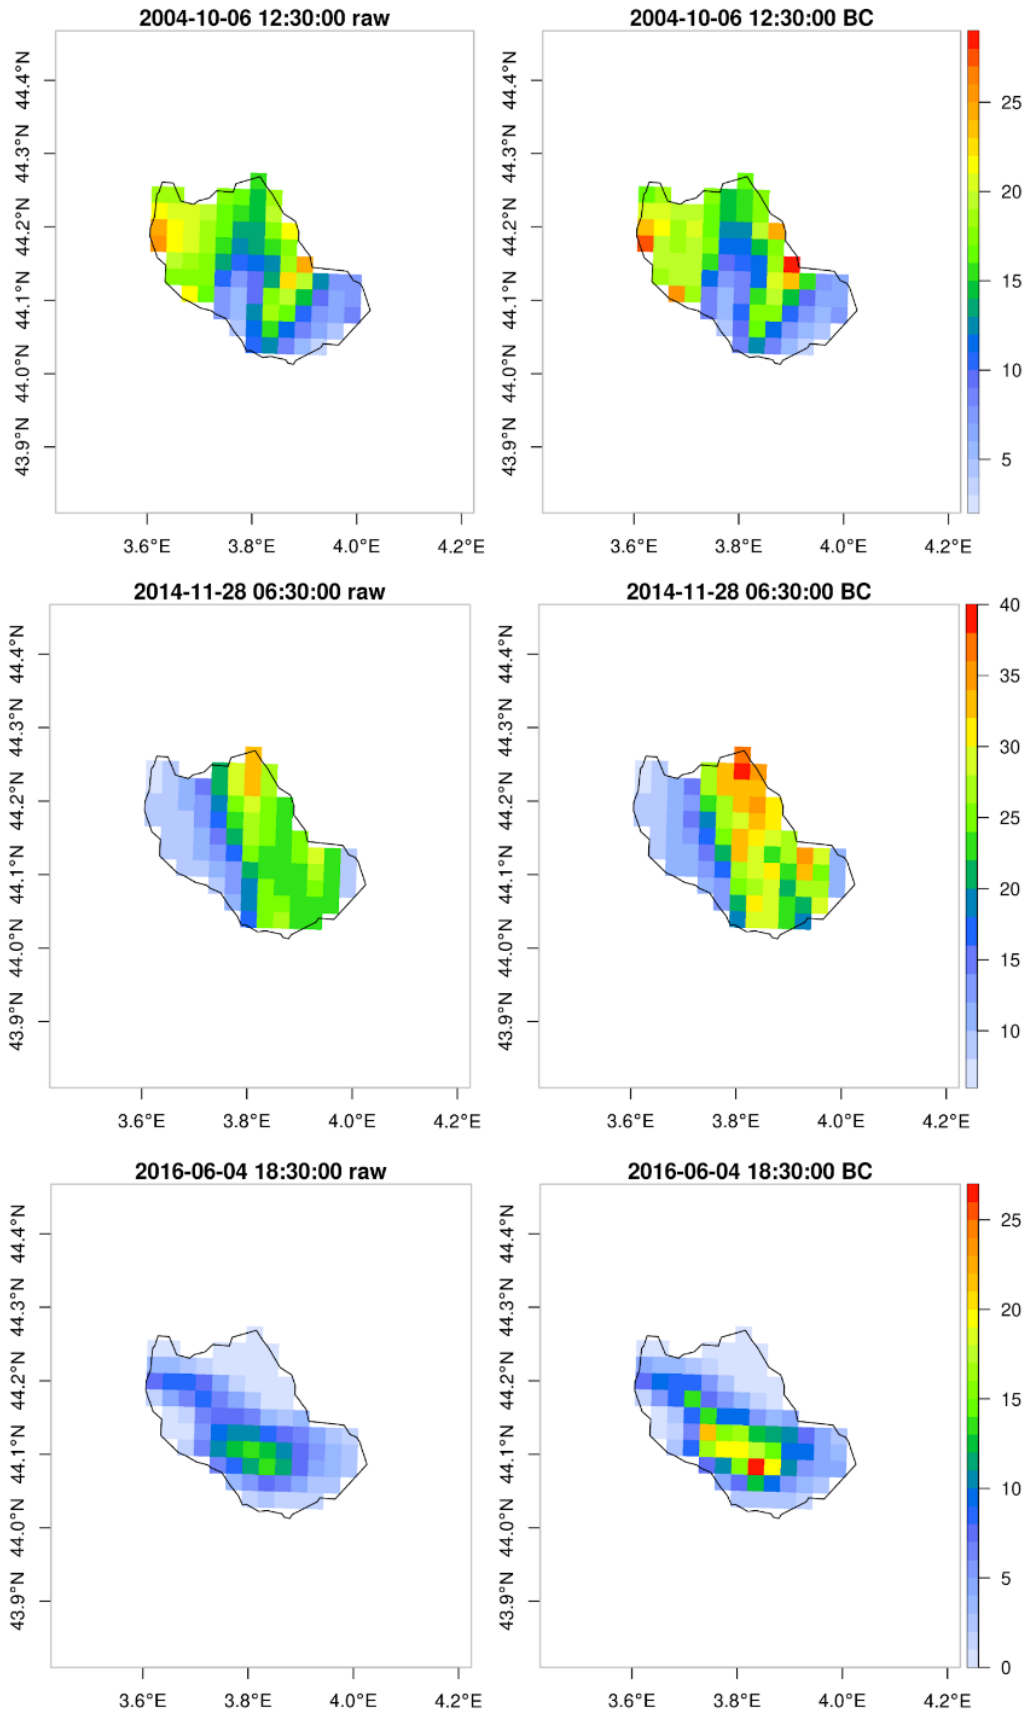 2004-10-06 12:30:00 raw
2004-10-06 12:30:00 BC
44.4°N
44.3°N
44.2°N
44.1°N
44.0°N
43.9°N
44.4°N
44.3°N
44.2°N
44.1°N
44.0°N
43.9°N
25
20
15
10
5
3.6°E 3.8°E 4.0°E 4.2°E
3.6°E 3.8°E 4.0°E 4.2°E
2014-11-28 06:30:00 raw
2014-11-28 06:30:00 BC
44.4°N
44.3°N
44.2°N
44.1°N
44.0°N
43.9°N
44.4°N
44.3°N
44.2°N
44.1°N
44.0°N
43.9°N
40
35
30
25
20
15
10
3.6°E 3.8°E 4.0°E 4.2°E
3.6°E 3.8°E 4.0°E 4.2°E
2016-06-04 18:30:00 raw
2016-06-04 18:30:00 BC
44.4°N
44.3°N
44.2°N
44.1°N
44.0°N
43.9°N
44.4°N
44.3°N
44.2°N
44.1°N
44.0°N
43.9°N
25
20
15
10
5
0
3.6°E 3.8°E 4.0°E 4.2°E
3.6°E 3.8°E 4.0°E 4.2°E